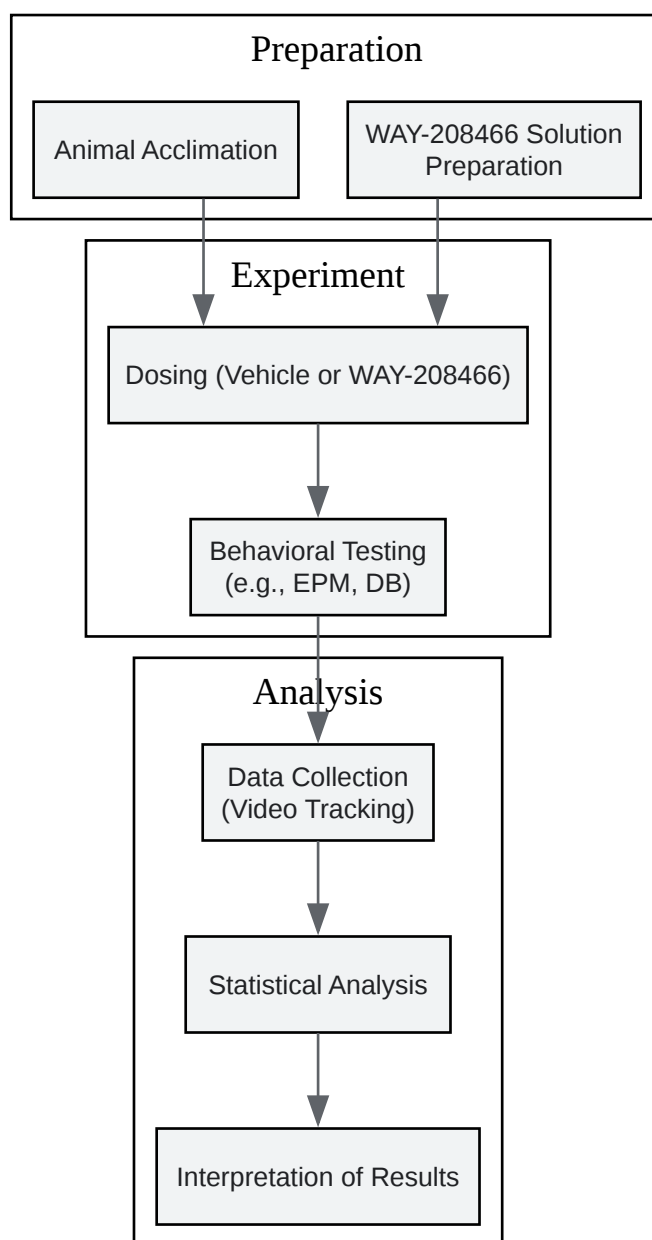 Preparation
Animal Acclimation
WAY-208466 Solution
Preparation
Experiment
Dosing (Vehicle or WAY-208466)
Behavioral Testing
(e.g., EPM, DB)
Analysis
Data Collection
(Video Tracking)
Statistical Analysis
Interpretation of Results